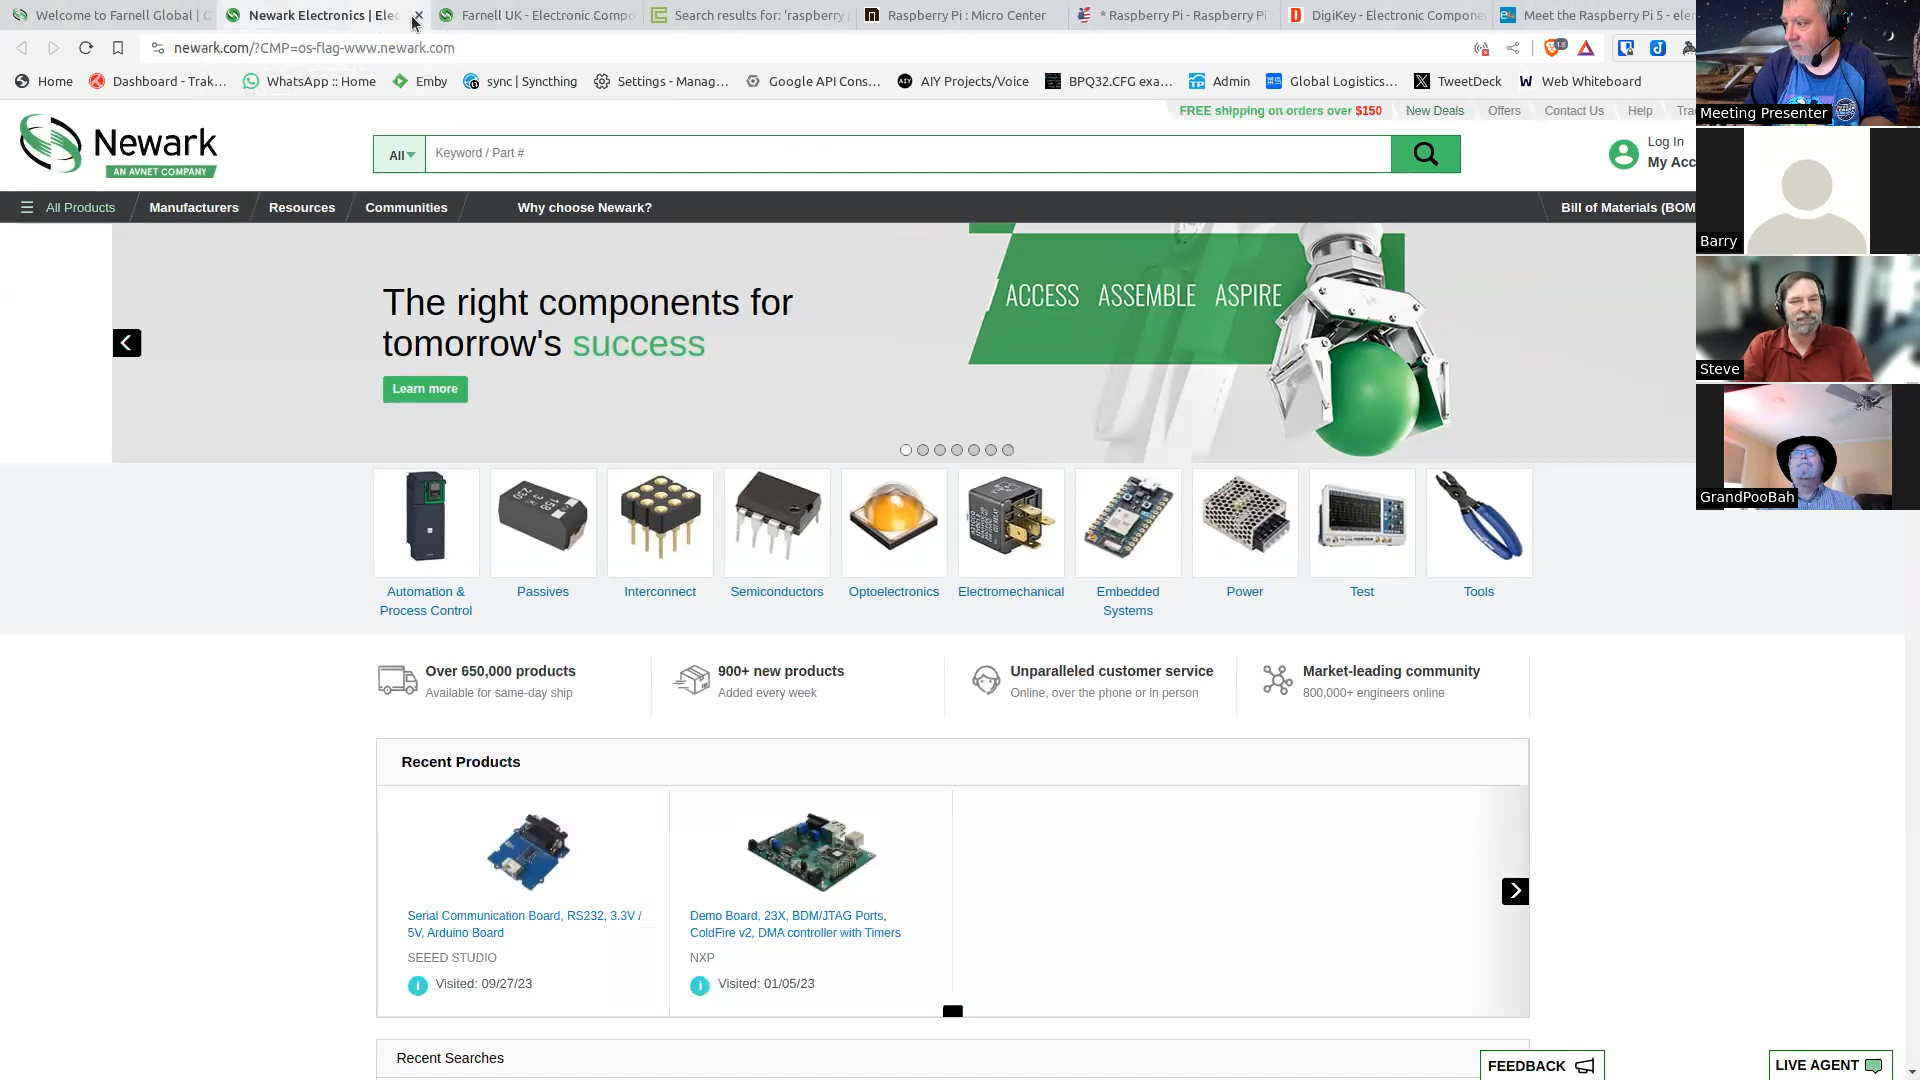 Welcome to Farnell Global | G
Newark Electronics | Elec
Farnell UK - Electronic Compo
Search results for: 'raspberry
Raspberry Pi : Micro Center
* Raspberry Pi - Raspberry Pi
DigiKey - Electronic Compone
Meet the Raspberry Pi 5 - ele
newark.com/?CMP=os-flag-www.newark.com
Home
Dashboard - Trak...
WhatsApp :: Home
Emby
sync | Syncthing
Settings - Manag...
Google API Cons...
AIY Projects/Voice
BPQ32.CFG exa...
Admin
Global Logistics...
TweetDeck
Web Whiteboard
FREE shipping on orders over $150
New Deals
Offers
Contact Us
Help
Tra
Newark
AN AVNET COMPANY
All
Keyword / Part #
Log In
My Acc
All Products
Manufacturers
Resources
Communities
Why choose Newark?
Bill of Materials (BOM
The right components for
tomorrow's success
Learn more
ACCESS ASSEMBLE ASPIRE
Automation &
Process Control
Passives
Interconnect
Semiconductors
Optoelectronics
Electromechanical
Embedded
Systems
Power
Test
Tools
Over 650,000 products
Available for same-day ship
900+ new products
Added every week
Unparalleled customer service
Online, over the phone or in person
Market-leading community
800,000+ engineers online
Recent Products
Serial Communication Board, RS232, 3.3V /
5V, Arduino Board
SEEED STUDIO
Visited: 09/27/23
Demo Board, 23X, BDM/JTAG Ports,
ColdFire v2, DMA controller with Timers
NXP
Visited: 01/05/23
Recent Searches
FEEDBACK
LIVE AGENT
Meeting Presenter
Barry
Steve
GrandPooBah